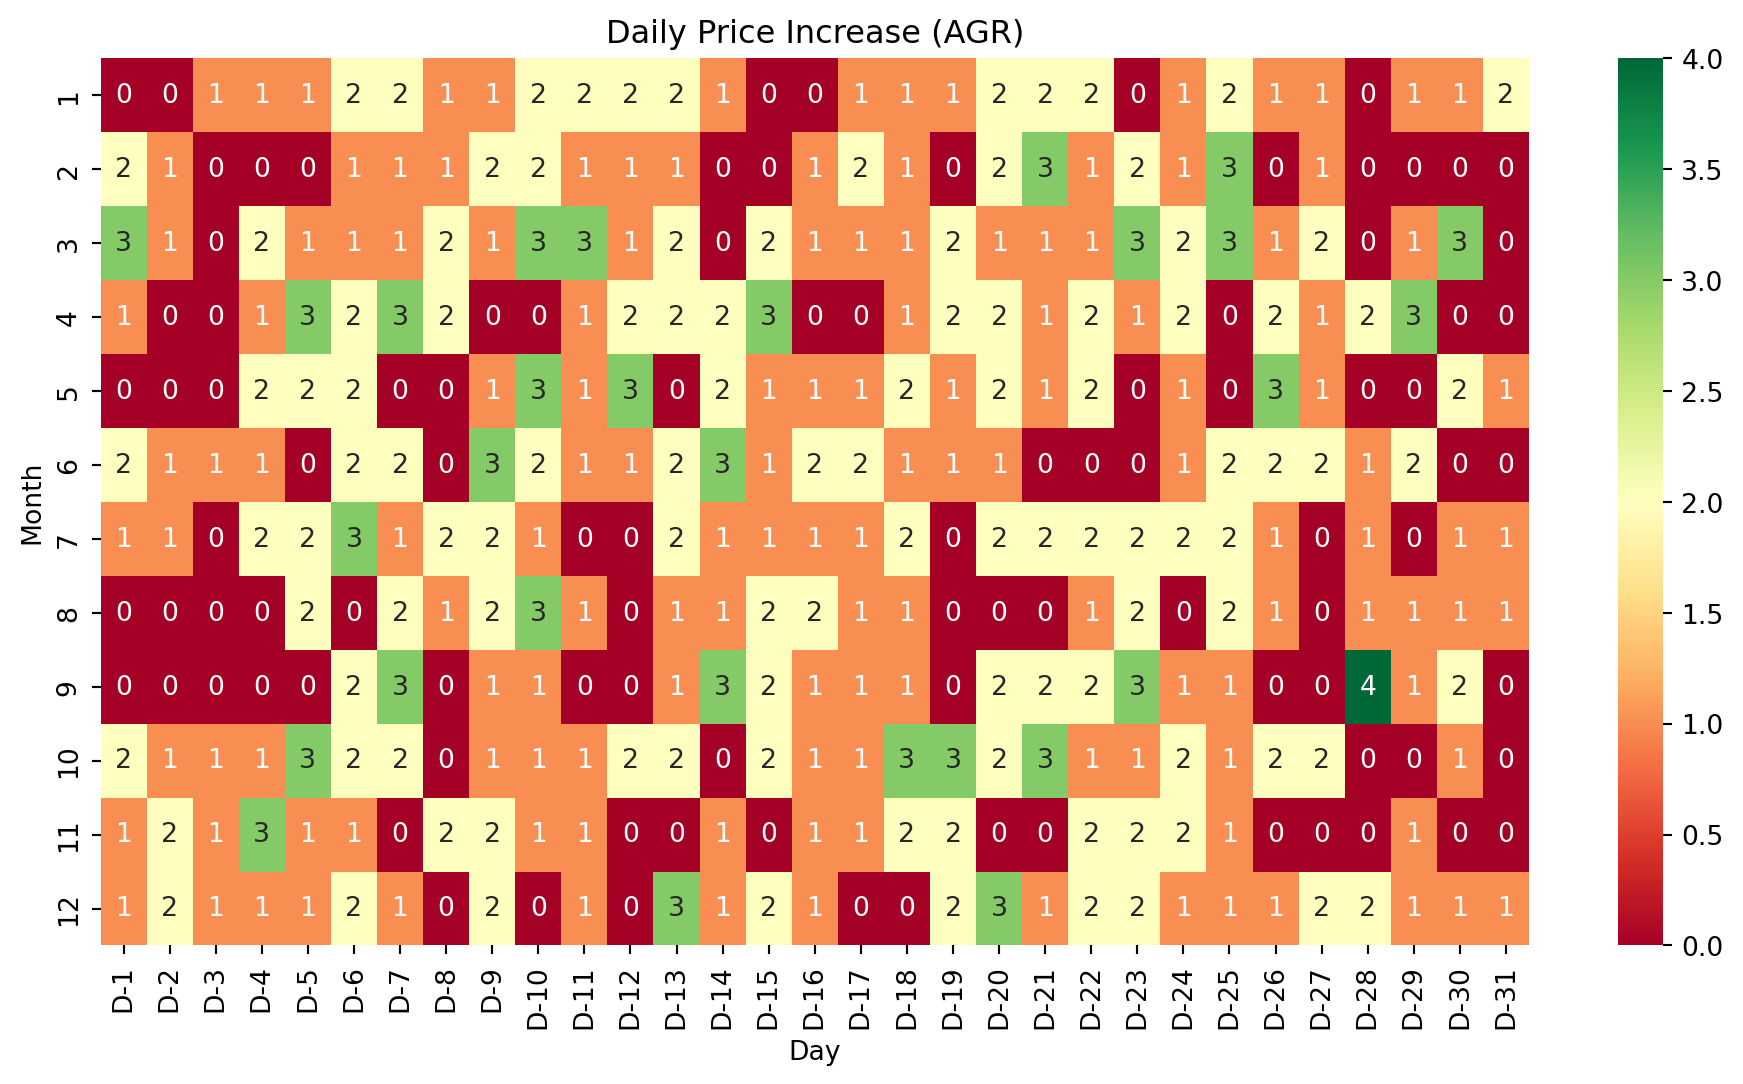 Daily Price Increase (AGR)
1 0 0 1 1 1 2 2 1 1 2 2 2 2 1 0 0 1 1 1 2 2 2 0 1 2 1 1 0 1 1 2
2 2 1 0 0 0 1 1 1 2 2 1 1 1 0 0 1 2 1 0 2 3 1 2 1 3 0 1 0 0 0 0
3 3 1 0 2 1 1 1 2 1 3 3 1 2 0 2 1 1 1 2 1 1 1 3 2 3 1 2 0 1 3 0
4 1 0 0 1 3 2 3 2 0 0 1 2 2 2 3 0 0 1 2 2 1 2 1 2 0 2 1 2 3 0 0
5 0 0 0 2 2 2 0 0 1 3 1 3 0 2 1 1 1 2 1 2 1 2 0 1 0 3 1 0 0 2 1
6 2 1 1 1 0 2 2 0 3 2 1 1 2 3 1 2 2 1 1 1 0 0 0 1 2 2 2 1 2 0 0
7 1 1 0 2 2 3 1 2 2 1 0 0 2 1 1 1 1 2 0 2 2 2 2 2 2 1 0 1 0 1 1
8 0 0 0 0 2 0 2 1 2 3 1 0 1 1 2 2 1 1 0 0 0 1 2 0 2 1 0 1 1 1 1
9 0 0 0 0 0 2 3 0 1 1 0 0 1 3 2 1 1 1 0 2 2 2 3 1 1 0 0 4 1 2 0
10 2 1 1 1 3 2 2 0 1 1 1 2 2 0 2 1 1 3 3 2 3 1 1 2 1 2 2 0 0 1 0
11 1 2 1 3 1 1 0 2 2 1 1 0 0 1 0 1 1 2 2 0 0 2 2 2 1 0 0 0 1 0 0
12 1 2 1 1 1 2 1 0 2 0 1 0 3 1 2 1 0 0 2 3 1 2 2 1 1 1 2 2 1 1 1
Month
D-1 D-2 D-3 D-4 D-5 D-6 D-7 D-8 D-9 D-10 D-11 D-12 D-13 D-14 D-15 D-16 D-17 D-18 D-19 D-20 D-21 D-22 D-23 D-24 D-25 D-26 D-27 D-28 D-29 D-30 D-31
Day
4.0
3.5
3.0
2.5
2.0
1.5
1.0
0.5
0.0